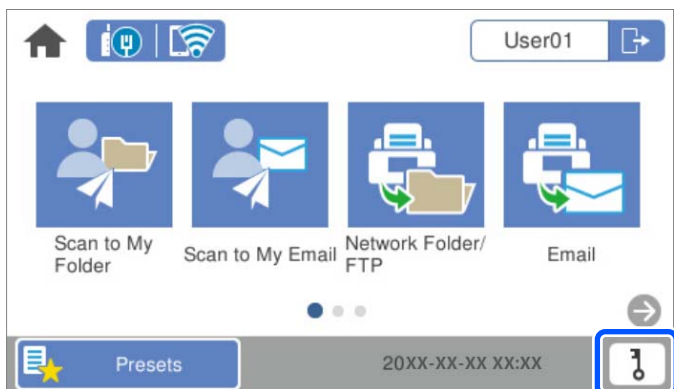 User01
Scan to My
Folder
Scan to My Email
Network Folder/
FTP
Email
Presets
20XX-XX-XX XX:XX